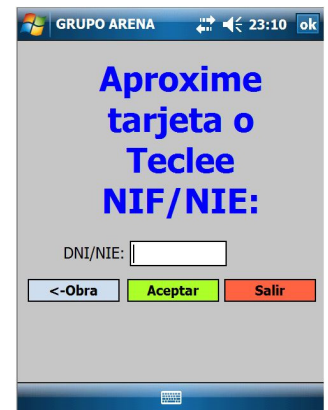 GRUPO ARENA 23:10 ok
Aproxime
tarjeta o
Teclee
NIF/NIE:
DNI/NIE:
<-Obra Aceptar Salir